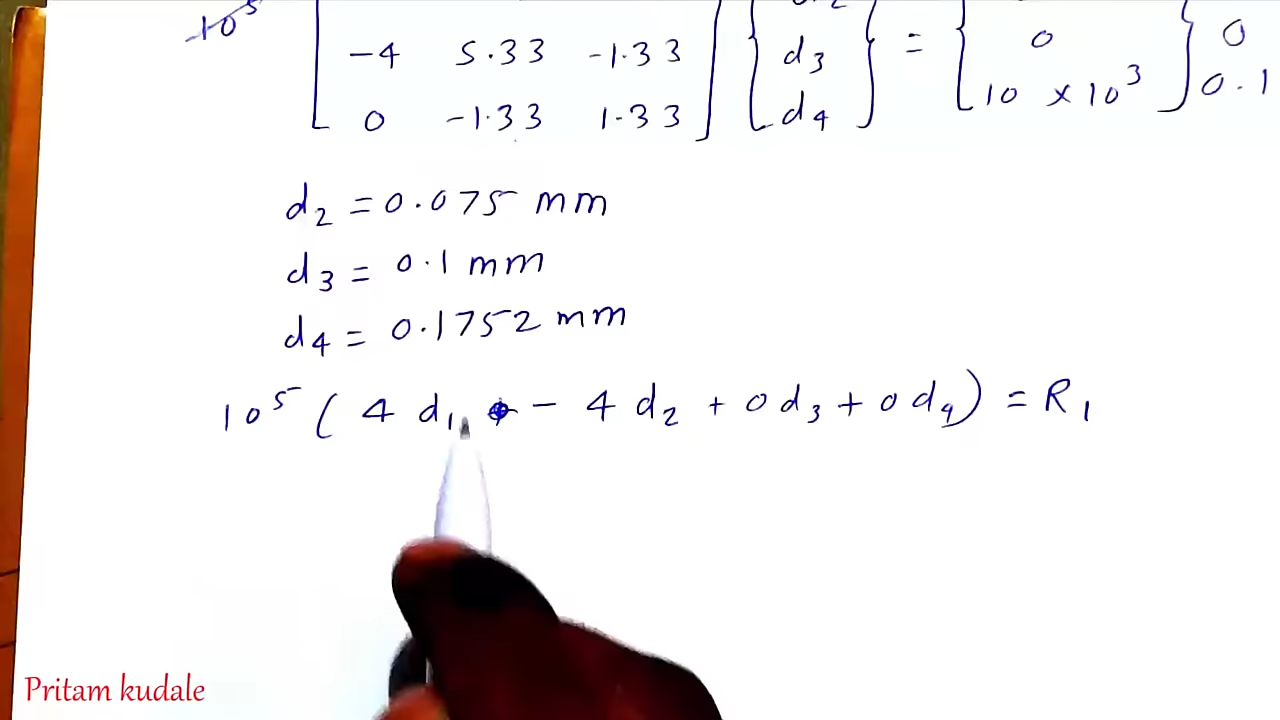 10^5
-4 5.33 -1.33 d3 = 0 0
0 -1.33 1.33 d4 10 × 10^3 0.1
d2 = 0.075 mm
d3 = 0.1 mm
d4 = 0.1752 mm
10^5 ( 4 d1 - 4 d2 + 0 d3 + 0 d4 ) = R1
Pritam kudale